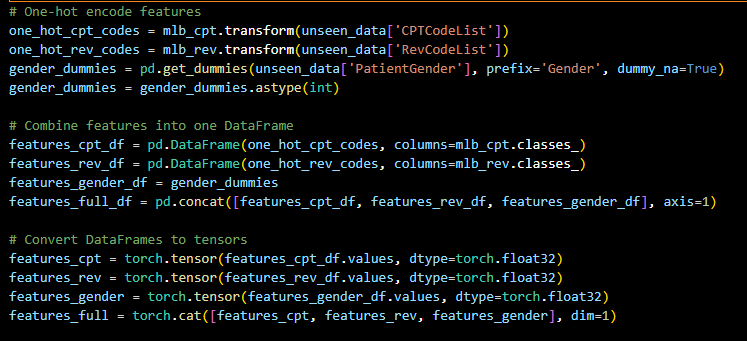 # One-hot encode features
one_hot_cpt_codes = mlb_cpt.transform(unseen_data['CPTCodeList'])
one_hot_rev_codes = mlb_rev.transform(unseen_data['RevCodeList'])
gender_dummies = pd.get_dummies(unseen_data['PatientGender'], prefix='Gender', dummy_na=True)
gender_dummies = gender_dummies.astype(int)
# Combine features into one DataFrame
features_cpt_df = pd.DataFrame(one_hot_cpt_codes, columns=mlb_cpt.classes_)
features_rev_df = pd.DataFrame(one_hot_rev_codes, columns=mlb_rev.classes_)
features_gender_df = gender_dummies
features_full_df = pd.concat([features_cpt_df, features_rev_df, features_gender_df], axis=1)
# Convert DataFrames to tensors
features_cpt = torch.tensor(features_cpt_df.values, dtype=torch.float32)
features_rev = torch.tensor(features_rev_df.values, dtype=torch.float32)
features_gender = torch.tensor(features_gender_df.values, dtype=torch.float32)
features_full = torch.cat([features_cpt, features_rev, features_gender], dim=1)